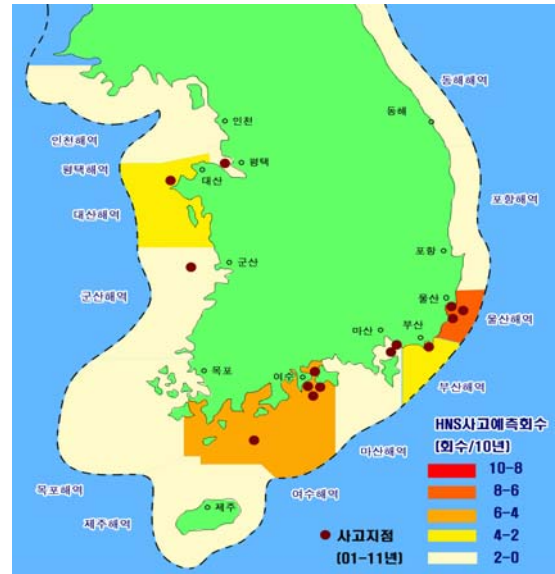 동해해역
인천
동해
인천해역
평택해역
평택
대산
대산해역
포항해역
군산
포항
군산해역
울산
마산
부산
울산해역
목포
여수
부산해역
HNS사고예측회수
(회수/10년)
마산해역
10-8
목포해역
여수해역
8-6
제주
6-4
제주해역
사고지점
4-2
(01-11년)
2-0